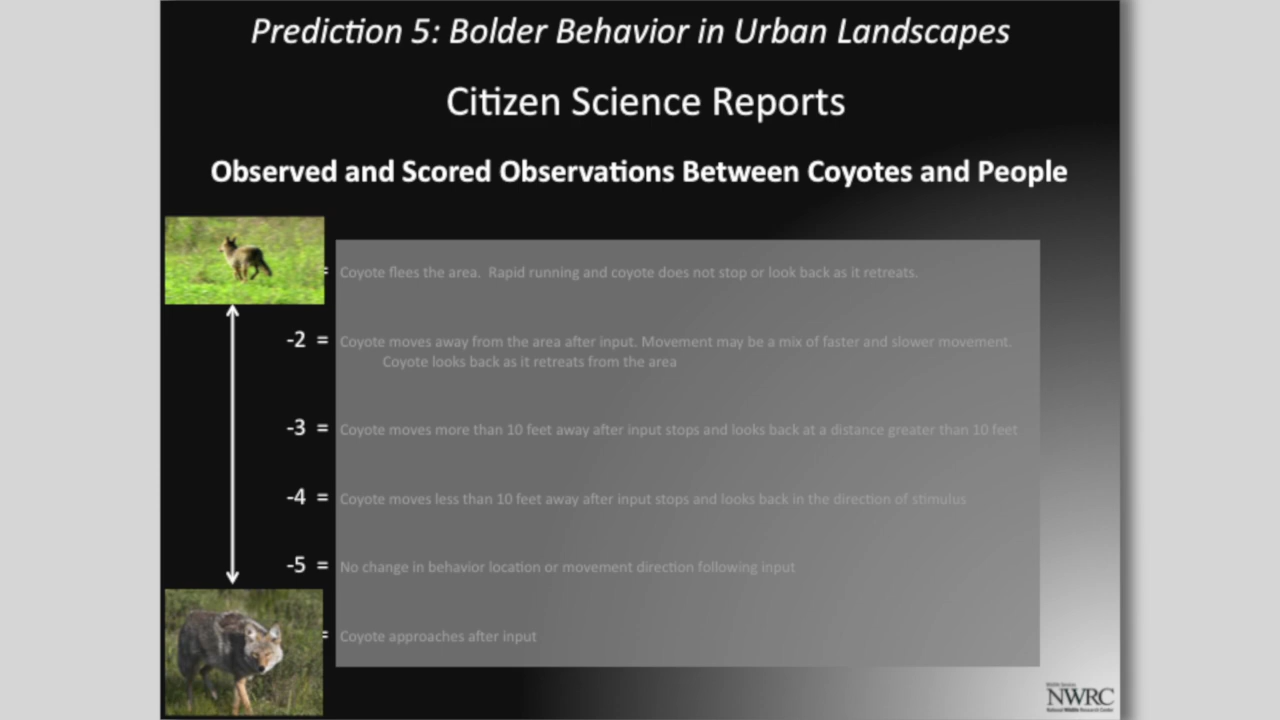 Prediction 5: Bolder Behavior in Urban Landscapes
Citizen Science Reports
Observed and Scored Observations Between Coyotes and People
= Coyote flees the area. Rapid running and coyote does not stop or look back as it retreats.
-2 = Coyote moves away from the area after input. Movement may be a mix of faster and slower movement.
Coyote looks back as it retreats from the area
-3 = Coyote moves more than 10 feet away after input stops and looks back at a distance greater than 10 feet
-4 = Coyote moves less than 10 feet away after input stops and looks back in the direction of stimulus
-5 = No change in behavior location or movement direction following input
= Coyote approaches after input
NWRC
National Wildlife Research Center